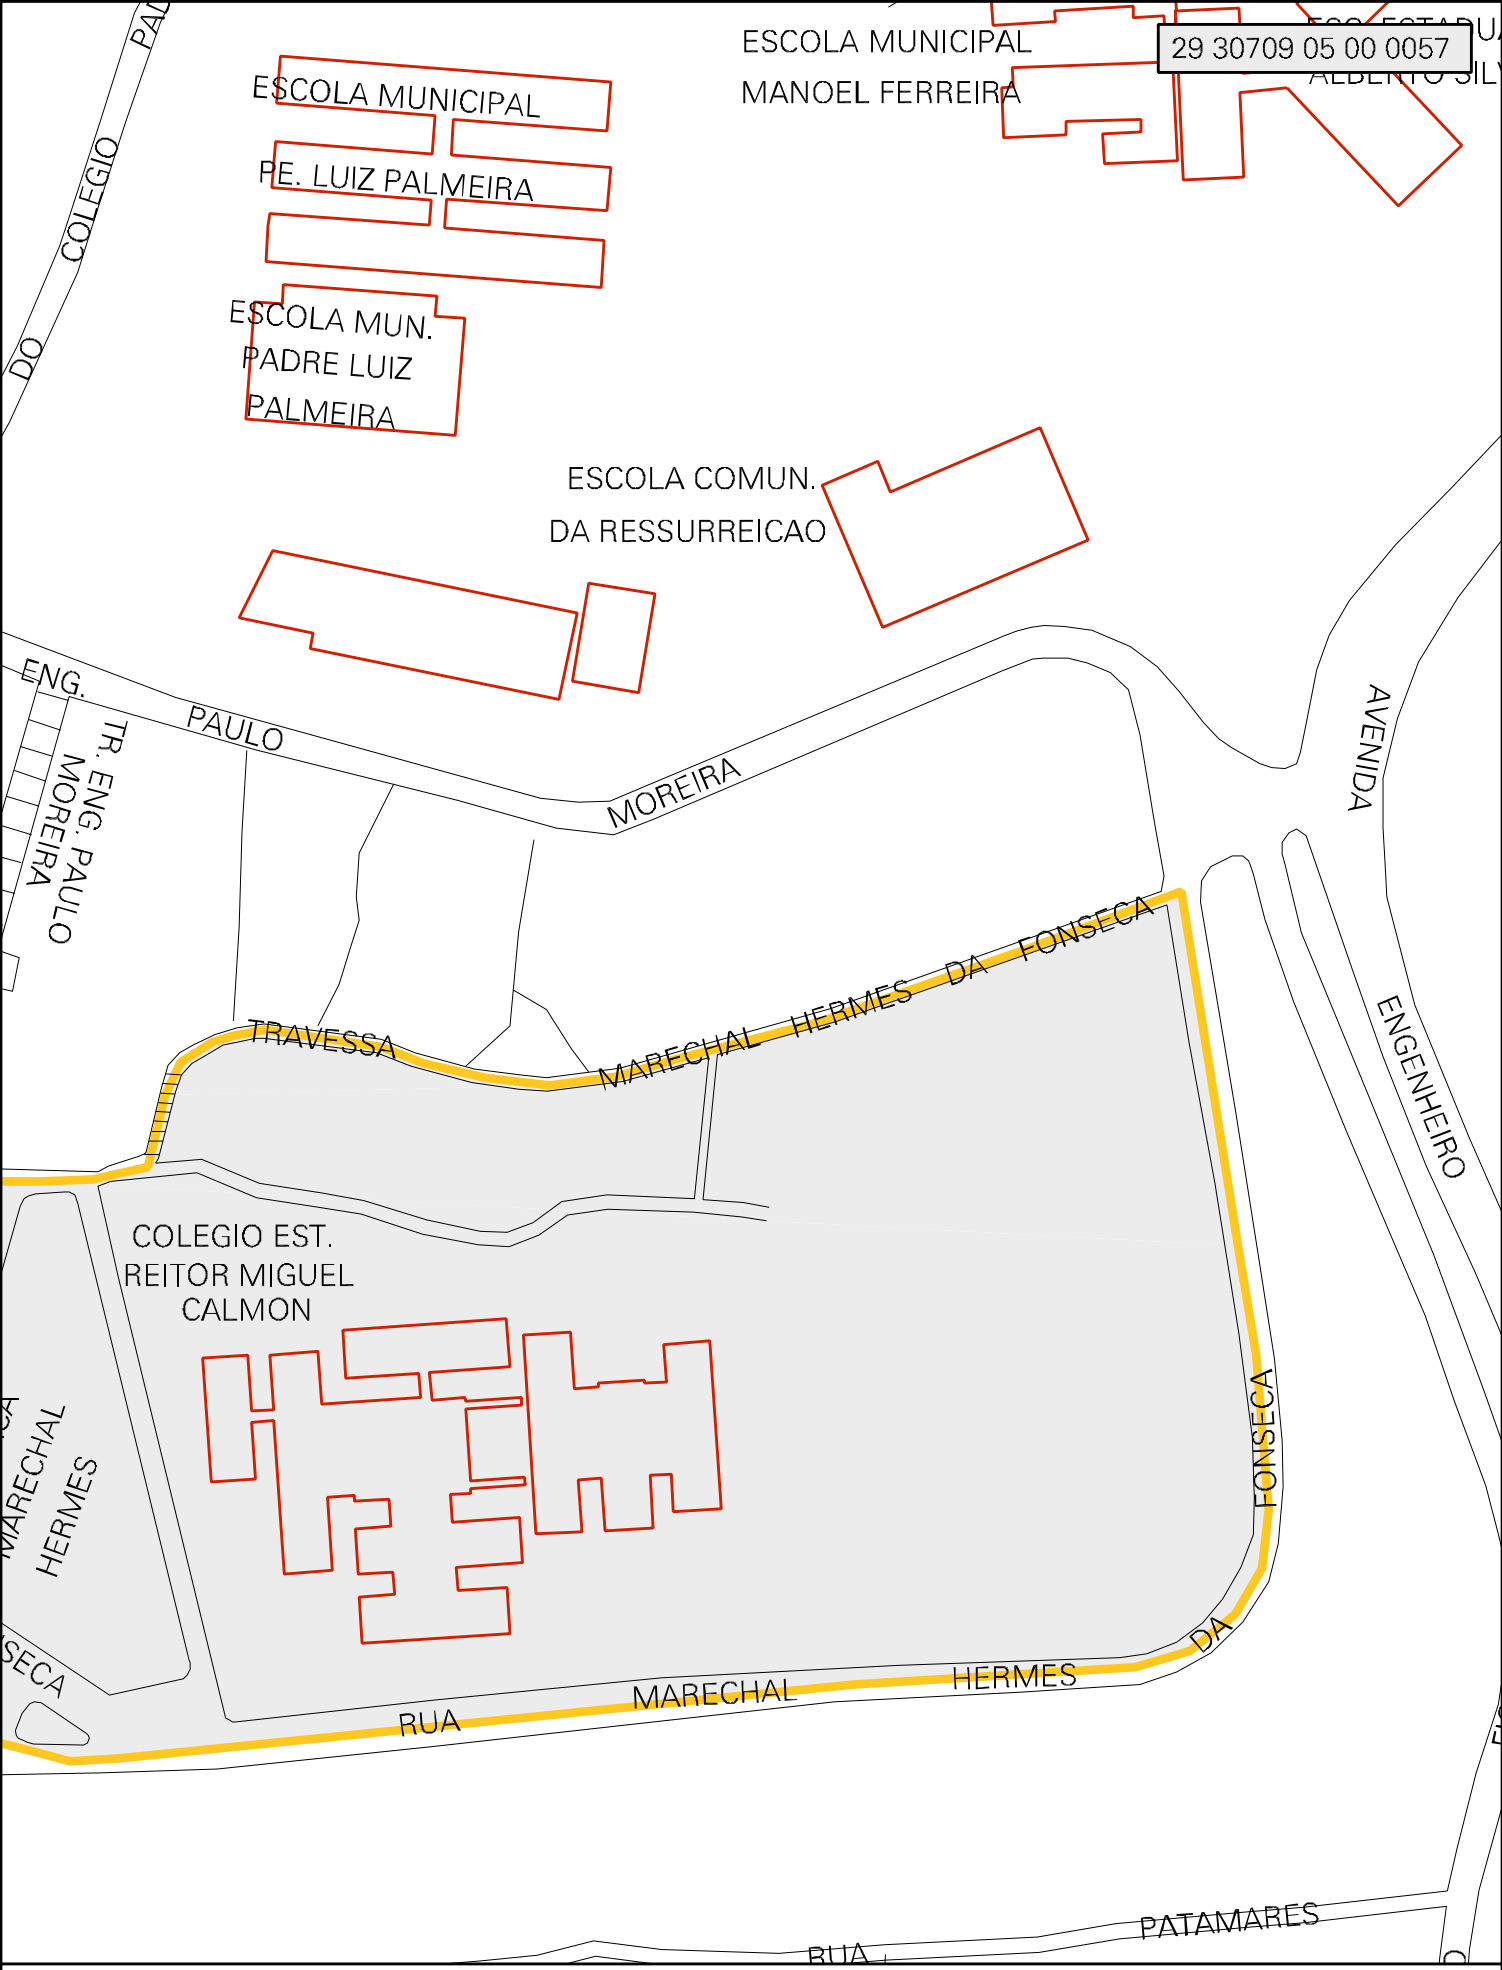 ESCOLA MUNICIPAL
MANOEL FERREIRA
29 30709 05 00 0057
ESCOLA MUNICIPAL
PE. LUIZ PALMEIRA
DO COLEGIO
ESCOLA MUN.
PADRE LUIZ
PALMEIRA
ESCOLA COMUN.
DA RESSURREICAO
ENG. PAULO MOREIRA
TR. ENG. PAULO
MOREIRA
AVENIDA
ENGENHEIRO
TRAVESSA MARECHAL HERMES DA FONSECA
COLEGIO EST.
REITOR MIGUEL
CALMON
MARECHAL
HERMES
RUA MARECHAL HERMES DA FONSECA
RUA PATAMARES